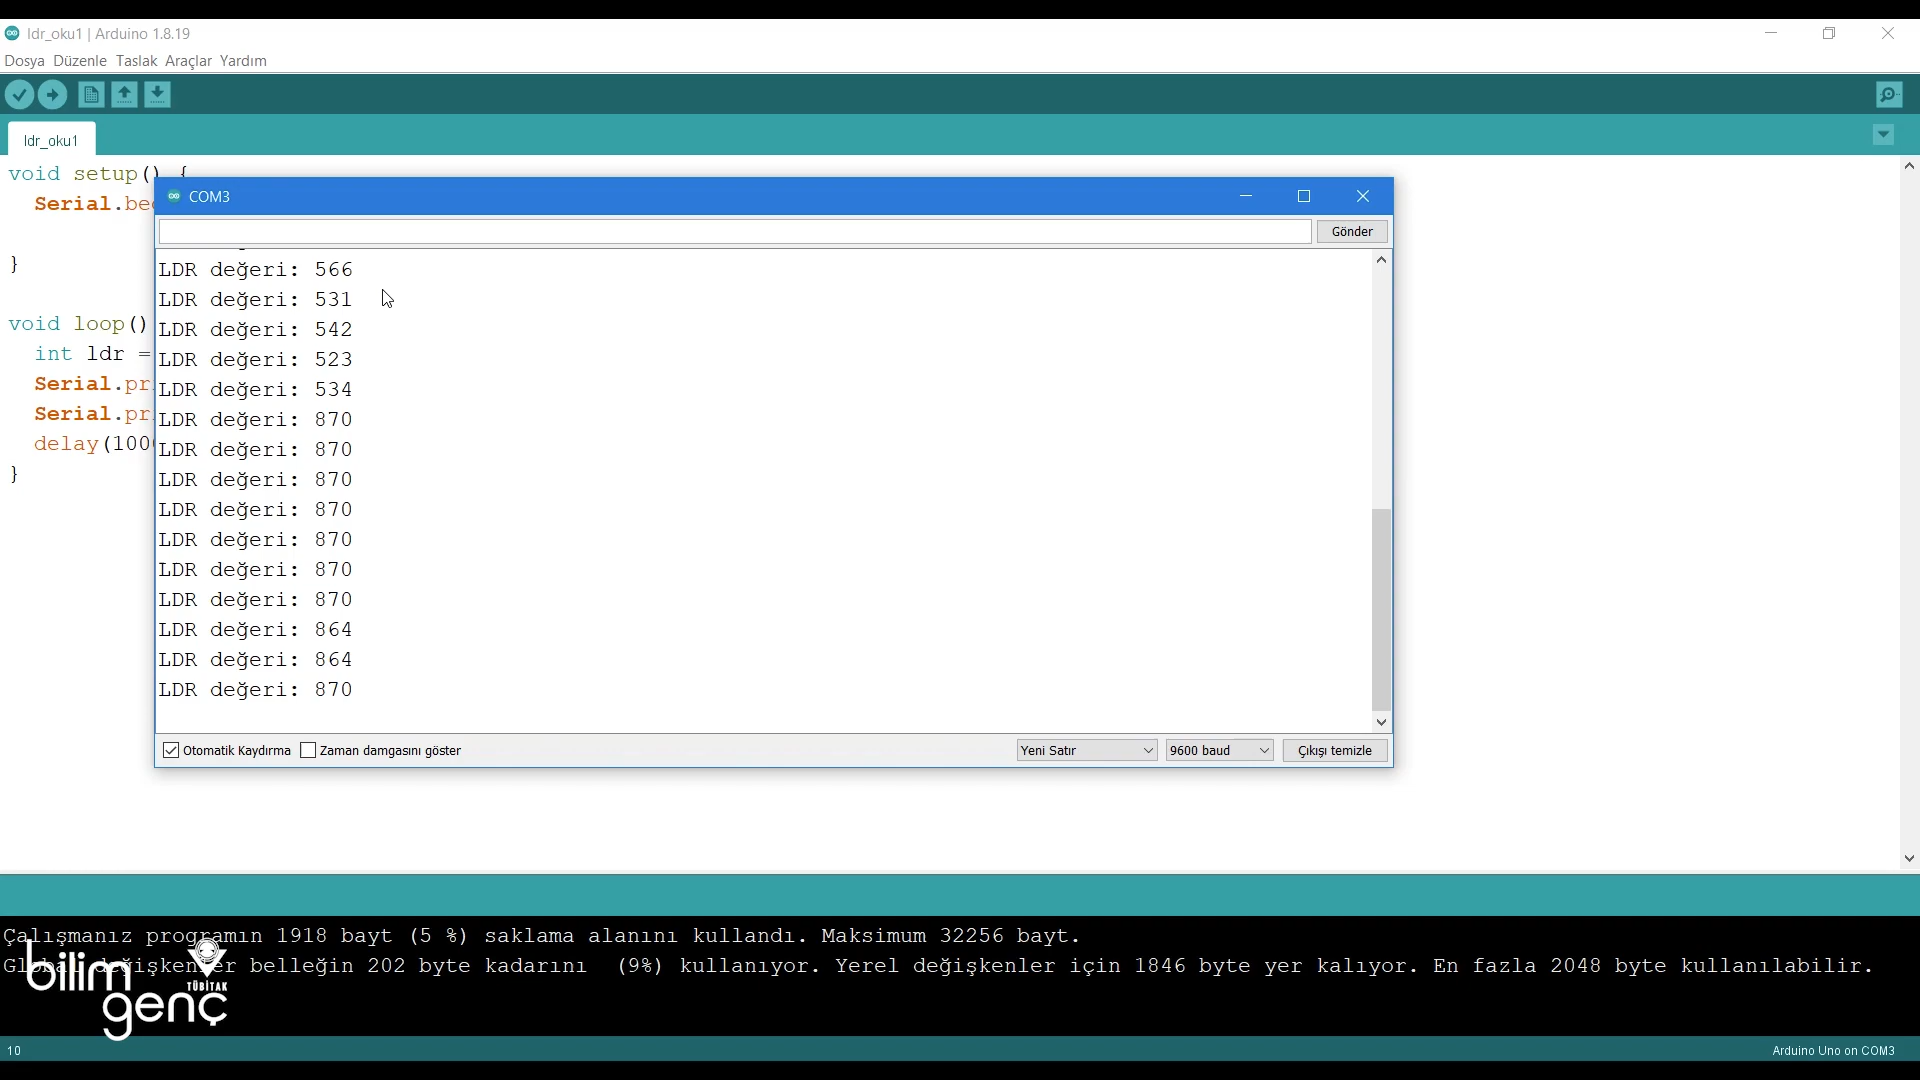 ldr_oku1 | Arduino 1.8.19
Dosya Düzenle Taslak Araçlar Yardım
ldr_oku1
void setup() {
Serial.be
}
void loop()
int ldr =
Serial.pr
Serial.pr
delay(100
}
COM3
Gönder
LDR değeri: 566
LDR değeri: 531
LDR değeri: 542
LDR değeri: 523
LDR değeri: 534
LDR değeri: 870
LDR değeri: 870
LDR değeri: 870
LDR değeri: 870
LDR değeri: 870
LDR değeri: 870
LDR değeri: 870
LDR değeri: 864
LDR değeri: 864
LDR değeri: 870
Otomatik Kaydırma Zaman damgasını göster Yeni Satır 9600 baud Çıkışı temizle
Çalışmanız programın 1918 bayt (5 %) saklama alanını kullandı. Maksimum 32256 bayt.
Global değişkenler belleğin 202 byte kadarını (9%) kullanıyor. Yerel değişkenler için 1846 byte yer kalıyor. En fazla 2048 byte kullanılabilir.
bilim
TÜBİTAK
genç
10
Arduino Uno on COM3